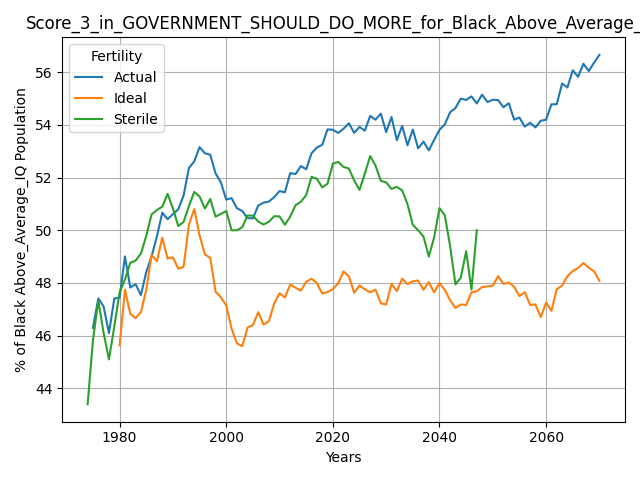 Score_3_in_GOVERNMENT_SHOULD_DO_MORE_for_Black_Above_Average_
Fertility
Actual
Ideal
Sterile
% of Black Above_Average_IQ Population
56
54
52
50
48
46
44
1980
2000
2020
2040
2060
Years